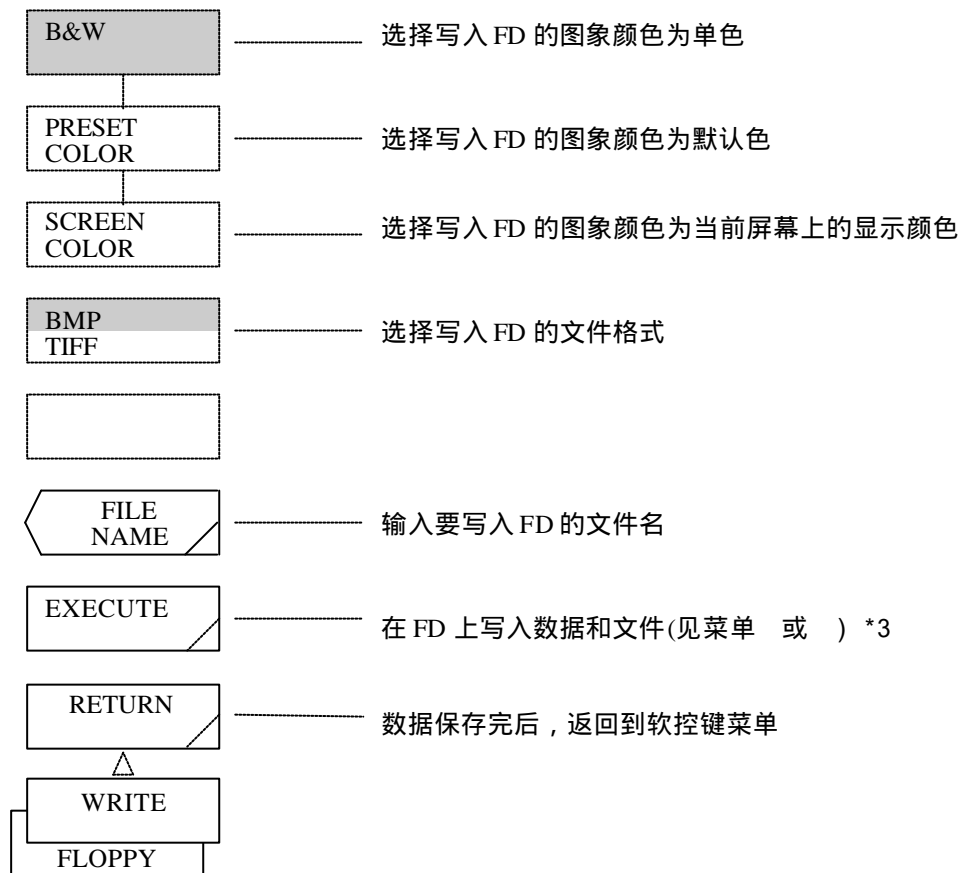 B&W
选择写入 FD 的图象颜色为单色
PRESET
COLOR
选择写入 FD 的图象颜色为默认色
SCREEN
COLOR
选择写入 FD 的图象颜色为当前屏幕上的显示颜色
BMP
TIFF
选择写入 FD 的文件格式
FILE
NAME
输入要写入 FD 的文件名
EXECUTE
在 FD 上写入数据和文件(见菜单 或 ) *3
RETURN
数据保存完后，返回到软控键菜单
WRITE
FLOPPY